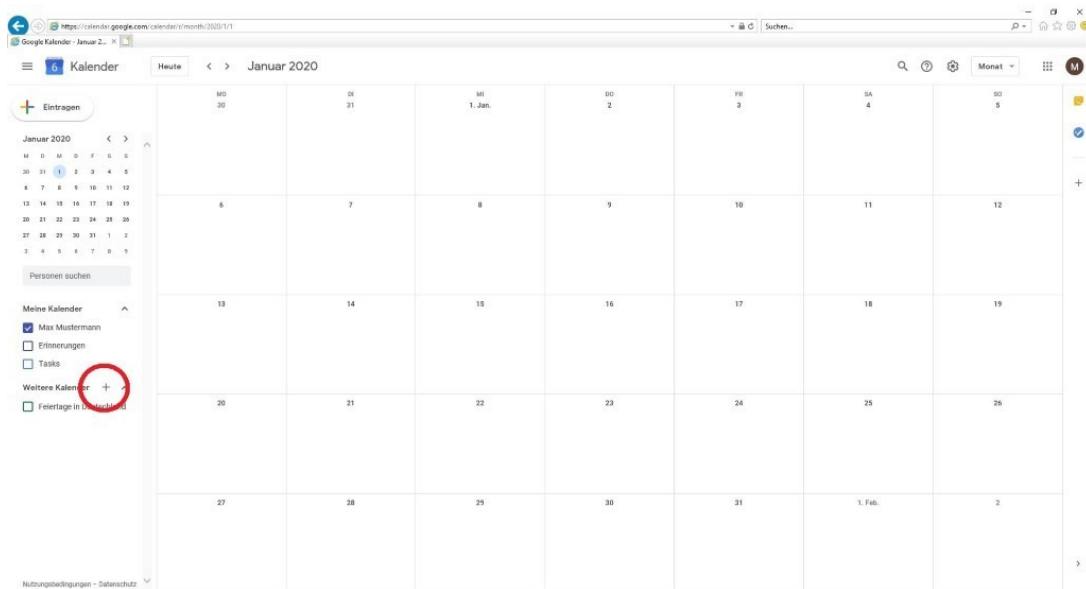 https://calendar.google.com/calendar/r/month/2020/1/1
Suchen...
Google Kalender - Januar 2...
6 Kalender Heute Januar 2020 Monat M
Eintragen
Januar 2020
M D M D F S S
30 31 1 2 3 4 5
6 7 8 9 10 11 12
13 14 15 16 17 18 19
20 21 22 23 24 25 26
27 28 29 30 31 1 2
3 4 5 6 7 8 9
Personen suchen
Meine Kalender
Max Mustermann
Erinnerungen
Tasks
Weitere Kalender
Feiertage in Deutschland
Nutzungsbedingungen – Datenschutz
MO DI MI DO FR SA SO
30 31 1. Jan. 2 3 4 5
6 7 8 9 10 11 12
13 14 15 16 17 18 19
20 21 22 23 24 25 26
27 28 29 30 31 1. Feb. 2